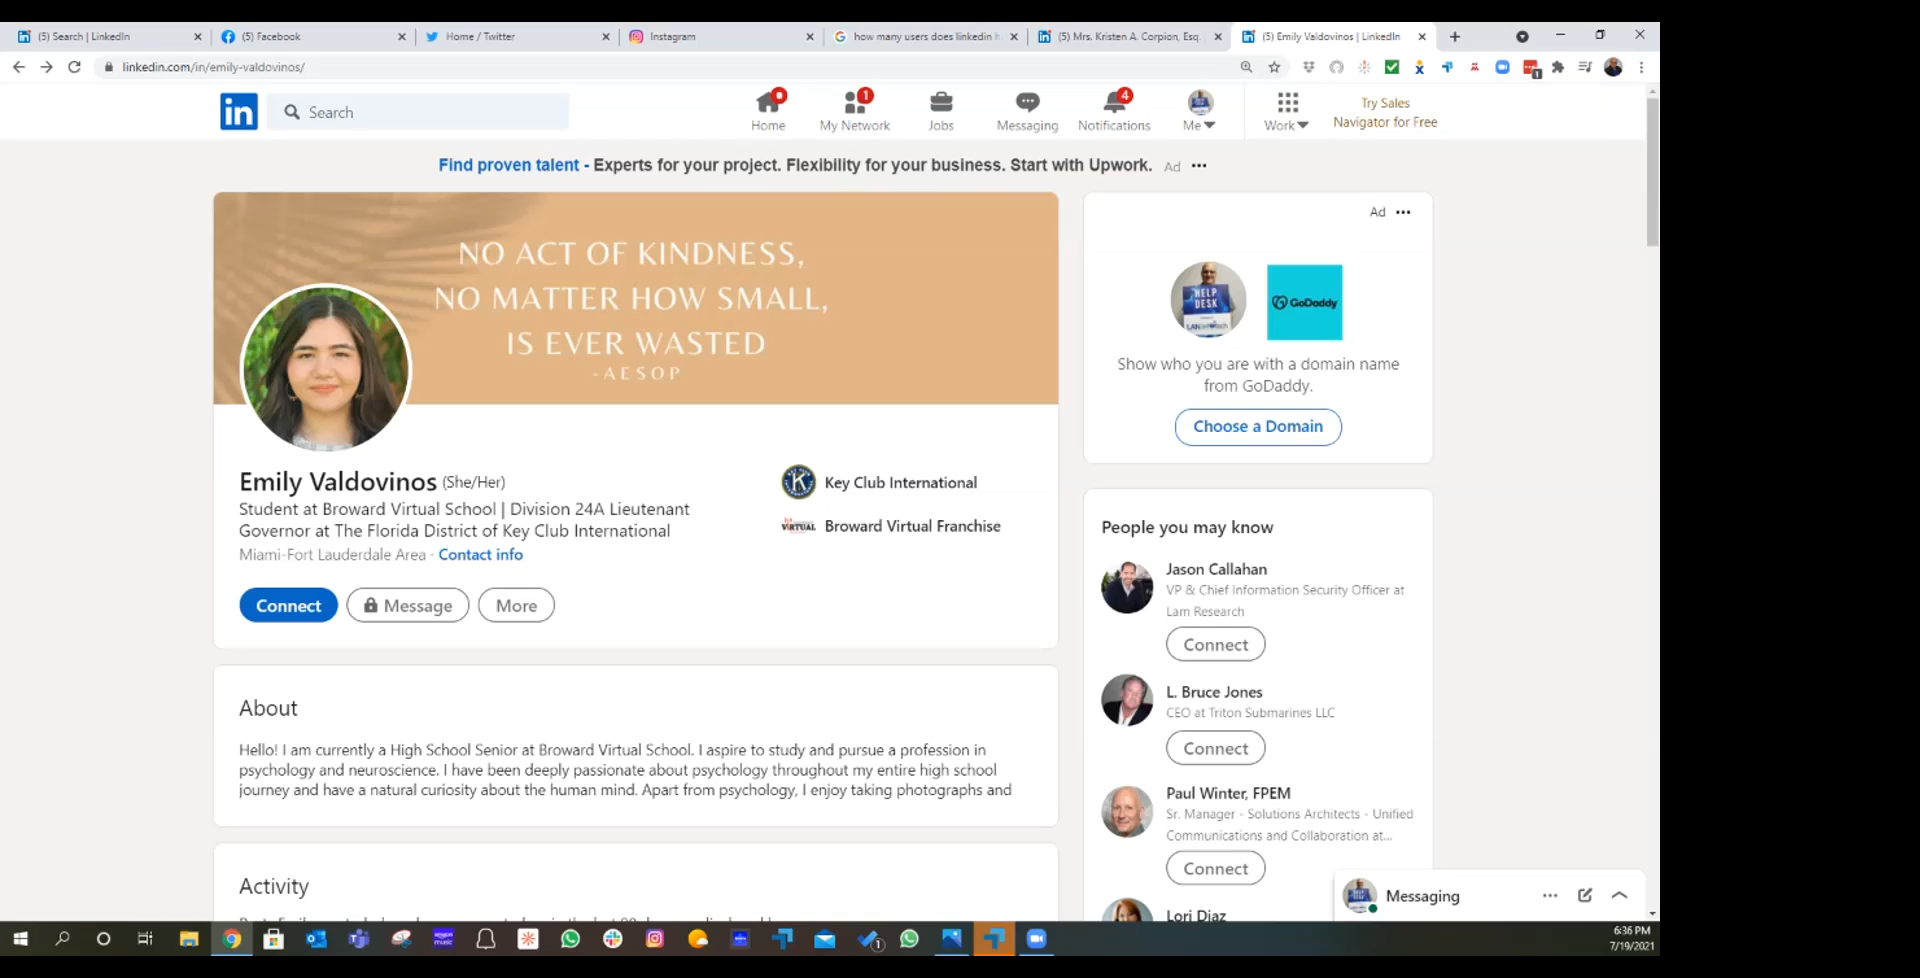 (5) Search | LinkedIn
(5) Facebook
Home / Twitter
Instagram
how many users does linkedin h
(5) Mrs. Kristen A. Corpion, Esq.
(5) Emily Valdovinos | LinkedIn
linkedin.com/in/emily-valdovinos/
1
in
Search
Home
1
My Network
Jobs
Messaging
4
Notifications
Me
Work
Try Sales
Navigator for Free
Find proven talent - Experts for your project. Flexibility for your business. Start with Upwork. Ad
NO ACT OF KINDNESS,
NO MATTER HOW SMALL,
IS EVER WASTED
-AESOP
Emily Valdovinos (She/Her)
Student at Broward Virtual School | Division 24A Lieutenant
Governor at The Florida District of Key Club International
Miami-Fort Lauderdale Area · Contact info
Key Club International
VIRTUAL
Broward Virtual Franchise
Connect
Message
More
About
Hello! I am currently a High School Senior at Broward Virtual School. I aspire to study and pursue a profession in
psychology and neuroscience. I have been deeply passionate about psychology throughout my entire high school
journey and have a natural curiosity about the human mind. Apart from psychology, I enjoy taking photographs and
Activity
Ad
HELP
DESK
GoDaddy
Show who you are with a domain name
from GoDaddy.
Choose a Domain
People you may know
Jason Callahan
VP & Chief Information Security Officer at
Lam Research
Connect
L. Bruce Jones
CEO at Triton Submarines LLC
Connect
Paul Winter, FPEM
Sr. Manager - Solutions Architects - Unified
Communications and Collaboration at...
Connect
Lori Diaz
Messaging
6:36 PM
7/19/2021